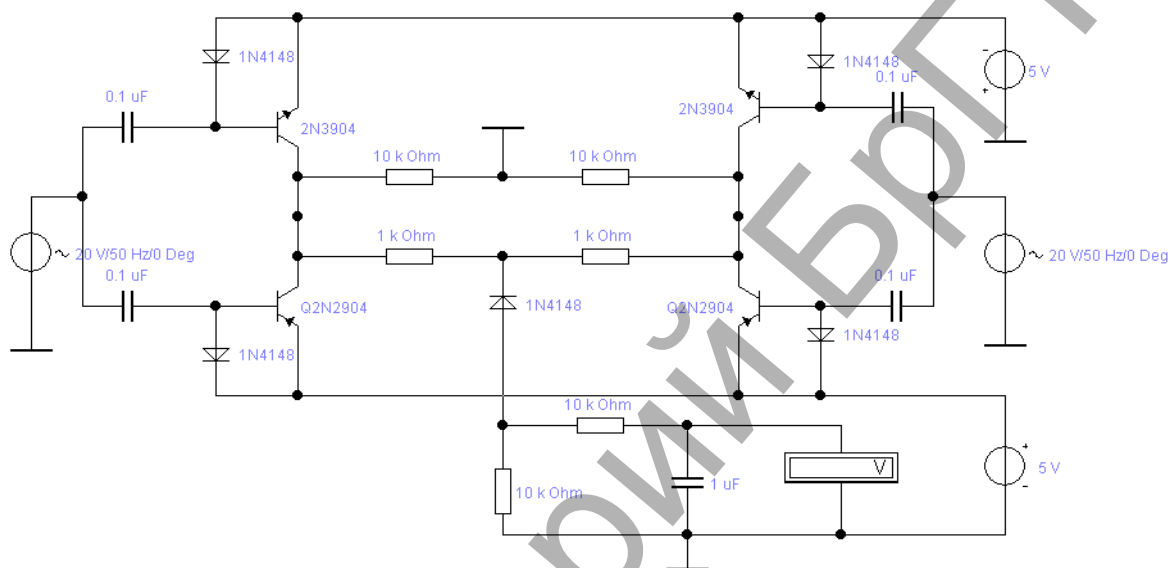 1N4148
1N4148
5 V
0.1 uF
0.1 uF
2N3904
2N3904
10 k Ohm
10 k Ohm
1 k Ohm
1 k Ohm
20 V/50 Hz/0 Deg
20 V/50 Hz/0 Deg
0.1 uF
0.1 uF
Q2N2904
1N4148
Q2N2904
1N4148
1N4148
10 k Ohm
V
5 V
10 k Ohm
1 uF
рий БрГ